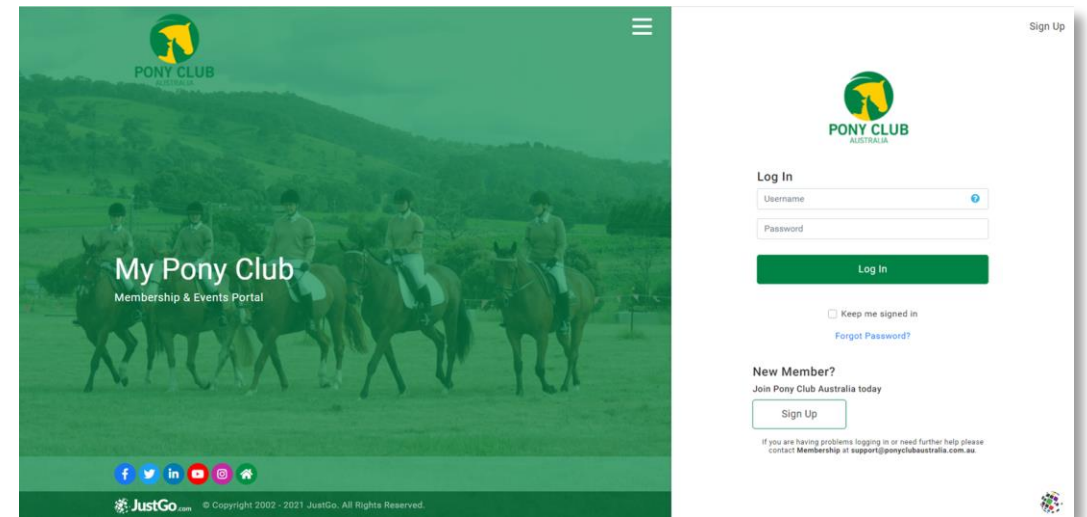 PONY CLUB
AUSTRALIA
My Pony Club
Membership & Events Portal
JustGo.com © Copyright 2002 - 2021 JustGo. All Rights Reserved.
Sign Up
PONY CLUB
AUSTRALIA
Log In
Username
Password
Log In
Keep me signed in
Forgot Password?
New Member?
Join Pony Club Australia today
Sign Up
If you are having problems logging in or need further help please
contact Membership at support@ponyclubaustralia.com.au.